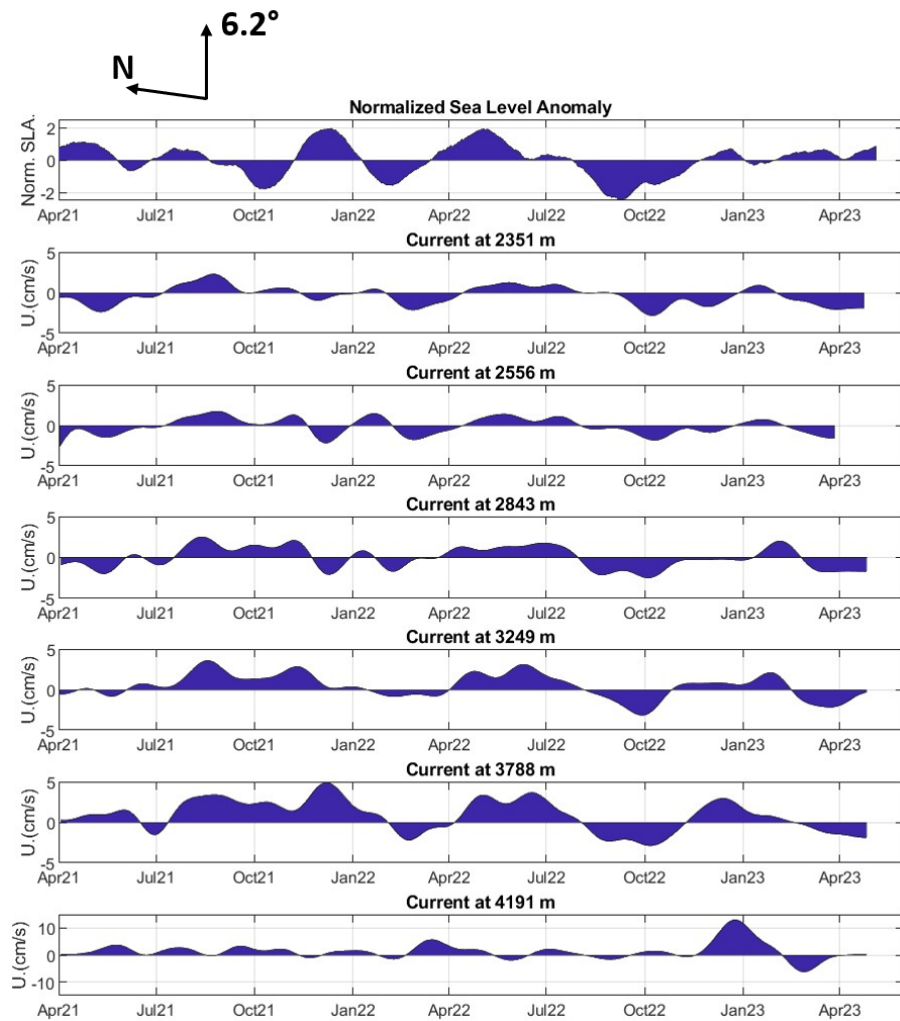 6.2°
N
Normalized Sea Level Anomaly
Norm. SLA.
2
0
-2
Apr21 Jul21 Oct21 Jan22 Apr22 Jul22 Oct22 Jan23 Apr23
Current at 2351 m
U.(cm/s)
5
0
-5
Apr21 Jul21 Oct21 Jan22 Apr22 Jul22 Oct22 Jan23 Apr23
Current at 2556 m
U.(cm/s)
5
0
-5
Apr21 Jul21 Oct21 Jan22 Apr22 Jul22 Oct22 Jan23 Apr23
Current at 2843 m
U.(cm/s)
5
0
-5
Apr21 Jul21 Oct21 Jan22 Apr22 Jul22 Oct22 Jan23 Apr23
Current at 3249 m
U.(cm/s)
5
0
-5
Apr21 Jul21 Oct21 Jan22 Apr22 Jul22 Oct22 Jan23 Apr23
Current at 3788 m
U.(cm/s)
5
0
-5
Apr21 Jul21 Oct21 Jan22 Apr22 Jul22 Oct22 Jan23 Apr23
Current at 4191 m
U.(cm/s)
10
0
-10
Apr21 Jul21 Oct21 Jan22 Apr22 Jul22 Oct22 Jan23 Apr23